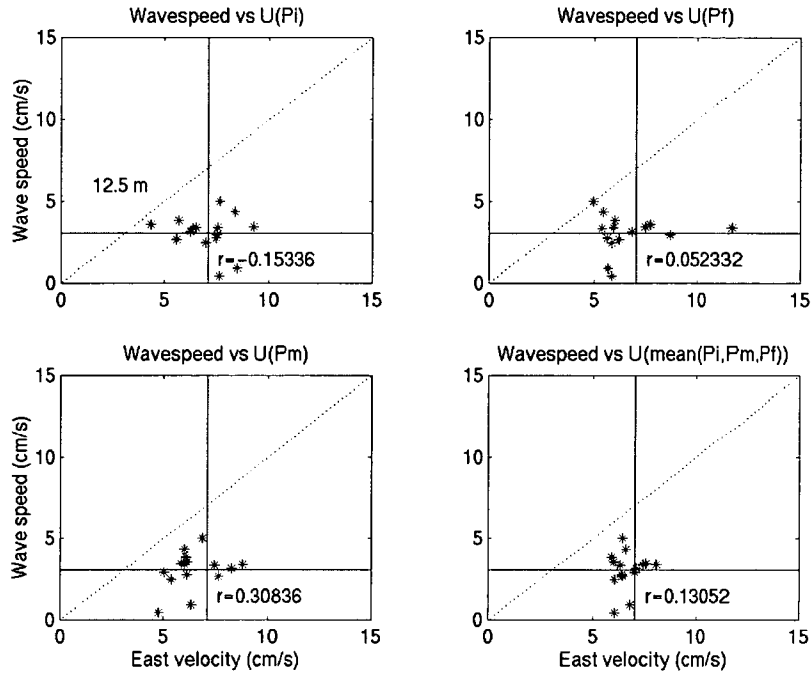 Wavespeed vs U(Pi)
Wave speed (cm/s)
15
10
5
0
12.5 m
r=-0.15336
0
5
10
15
Wavespeed vs U(Pf)
15
10
5
0
r=0.052332
0
5
10
15
Wavespeed vs U(Pm)
Wave speed (cm/s)
15
10
5
0
r=0.30836
0
5
10
15
East velocity (cm/s)
Wavespeed vs U(mean(Pi,Pm,Pf))
15
10
5
0
r=0.13052
0
5
10
15
East velocity (cm/s)